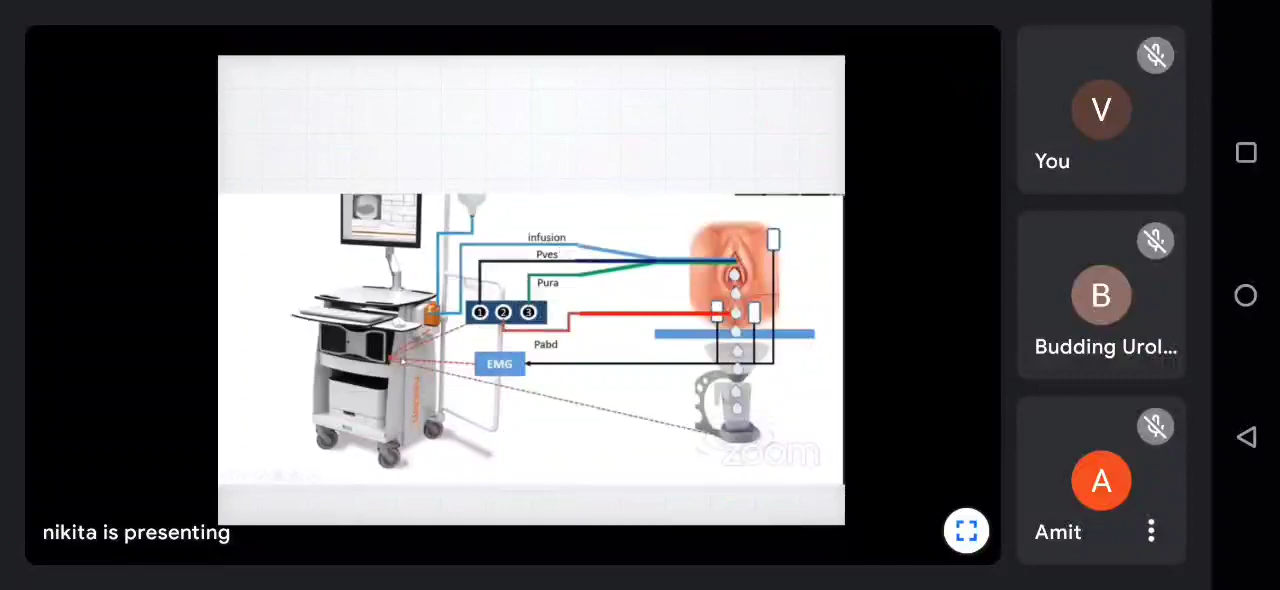 infusion
Pves
Pura
1 2 3
Pabd
EMG
zoom
nikita is presenting
V
You
B
Budding Urol...
A
Amit